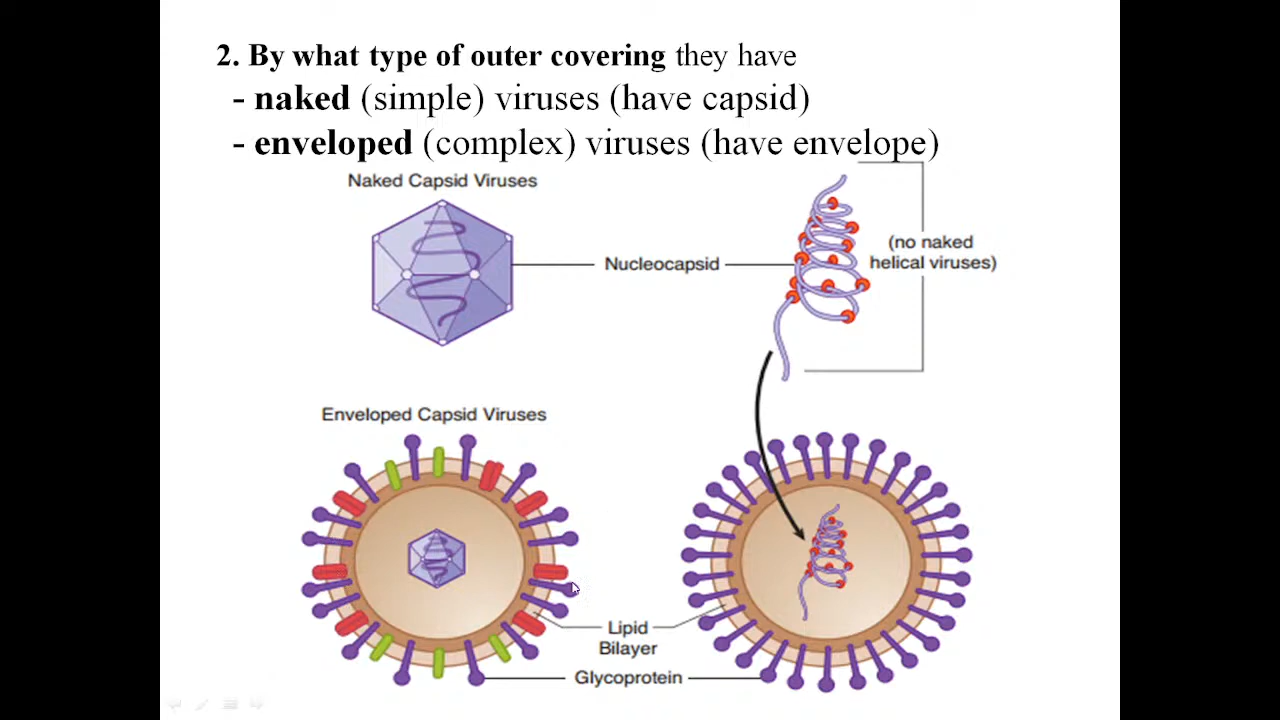 2. By what type of outer covering they have
- naked (simple) viruses (have capsid)
- enveloped (complex) viruses (have envelope)
Naked Capsid Viruses
Nucleocapsid
(no naked
helical viruses)
Enveloped Capsid Viruses
Lipid
Bilayer
Glycoprotein